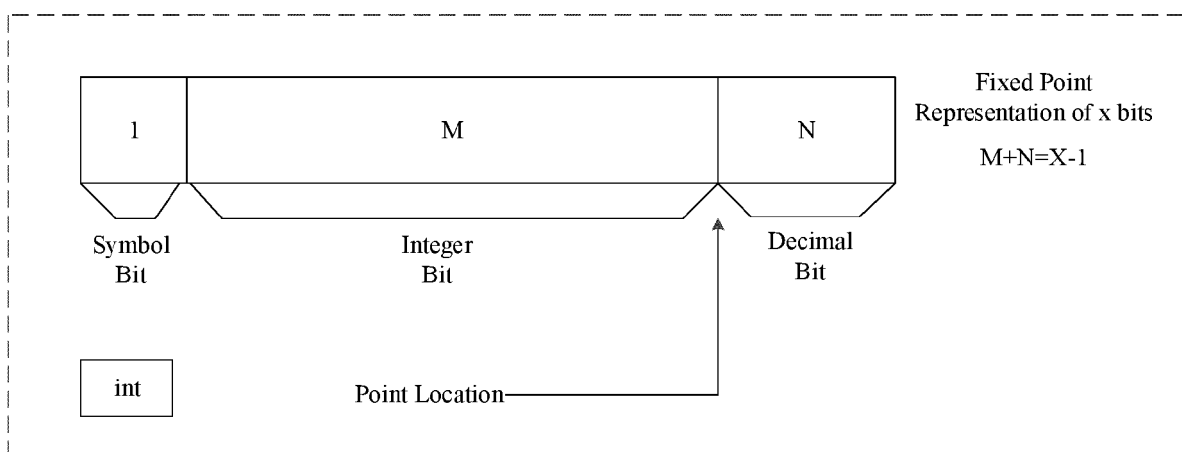 1
M
N
Fixed Point
Representation of x bits
M+N=X-1
Symbol
Bit
Integer
Bit
Decimal
Bit
int
Point Location